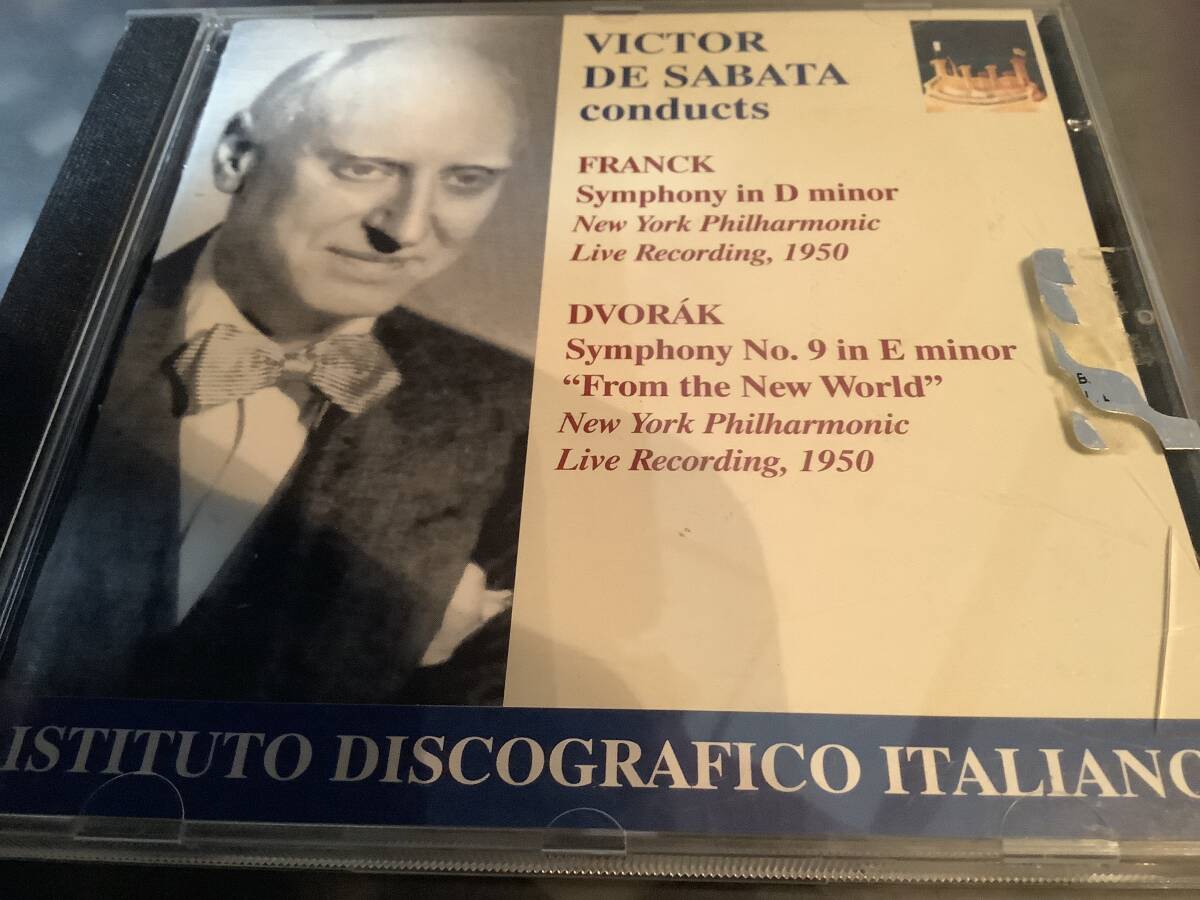 VICTOR
DE SABATA
conducts
FRANCK
Symphony in D minor
New York Philharmonic
Live Recording, 1950
DVORÁK
Symphony No. 9 in E minor
“From the New World”
New York Philharmonic
Live Recording, 1950
ISTITUTO DISCOGRAFICO ITALIANO